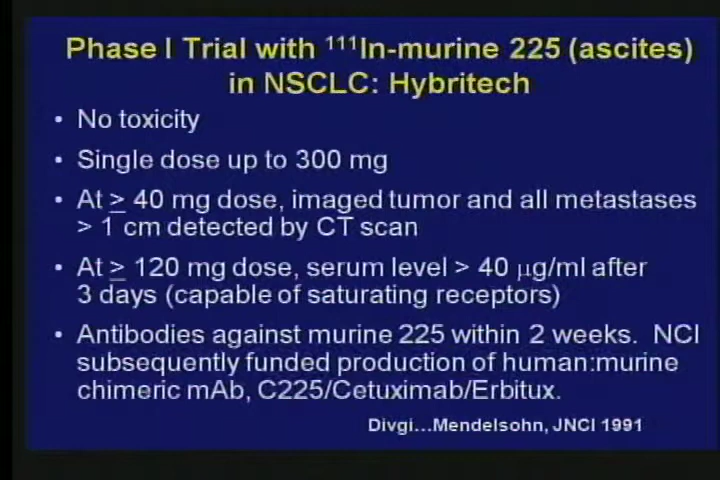 Phase I Trial with ¹¹¹In-murine 225 (ascites)
in NSCLC: Hybritech
• No toxicity
• Single dose up to 300 mg
• At ≥ 40 mg dose, imaged tumor and all metastases
> 1 cm detected by CT scan
• At ≥ 120 mg dose, serum level > 40 μg/ml after
3 days (capable of saturating receptors)
• Antibodies against murine 225 within 2 weeks. NCI
subsequently funded production of human:murine
chimeric mAb, C225/Cetuximab/Erbitux.
Divgi...Mendelsohn, JNCI 1991